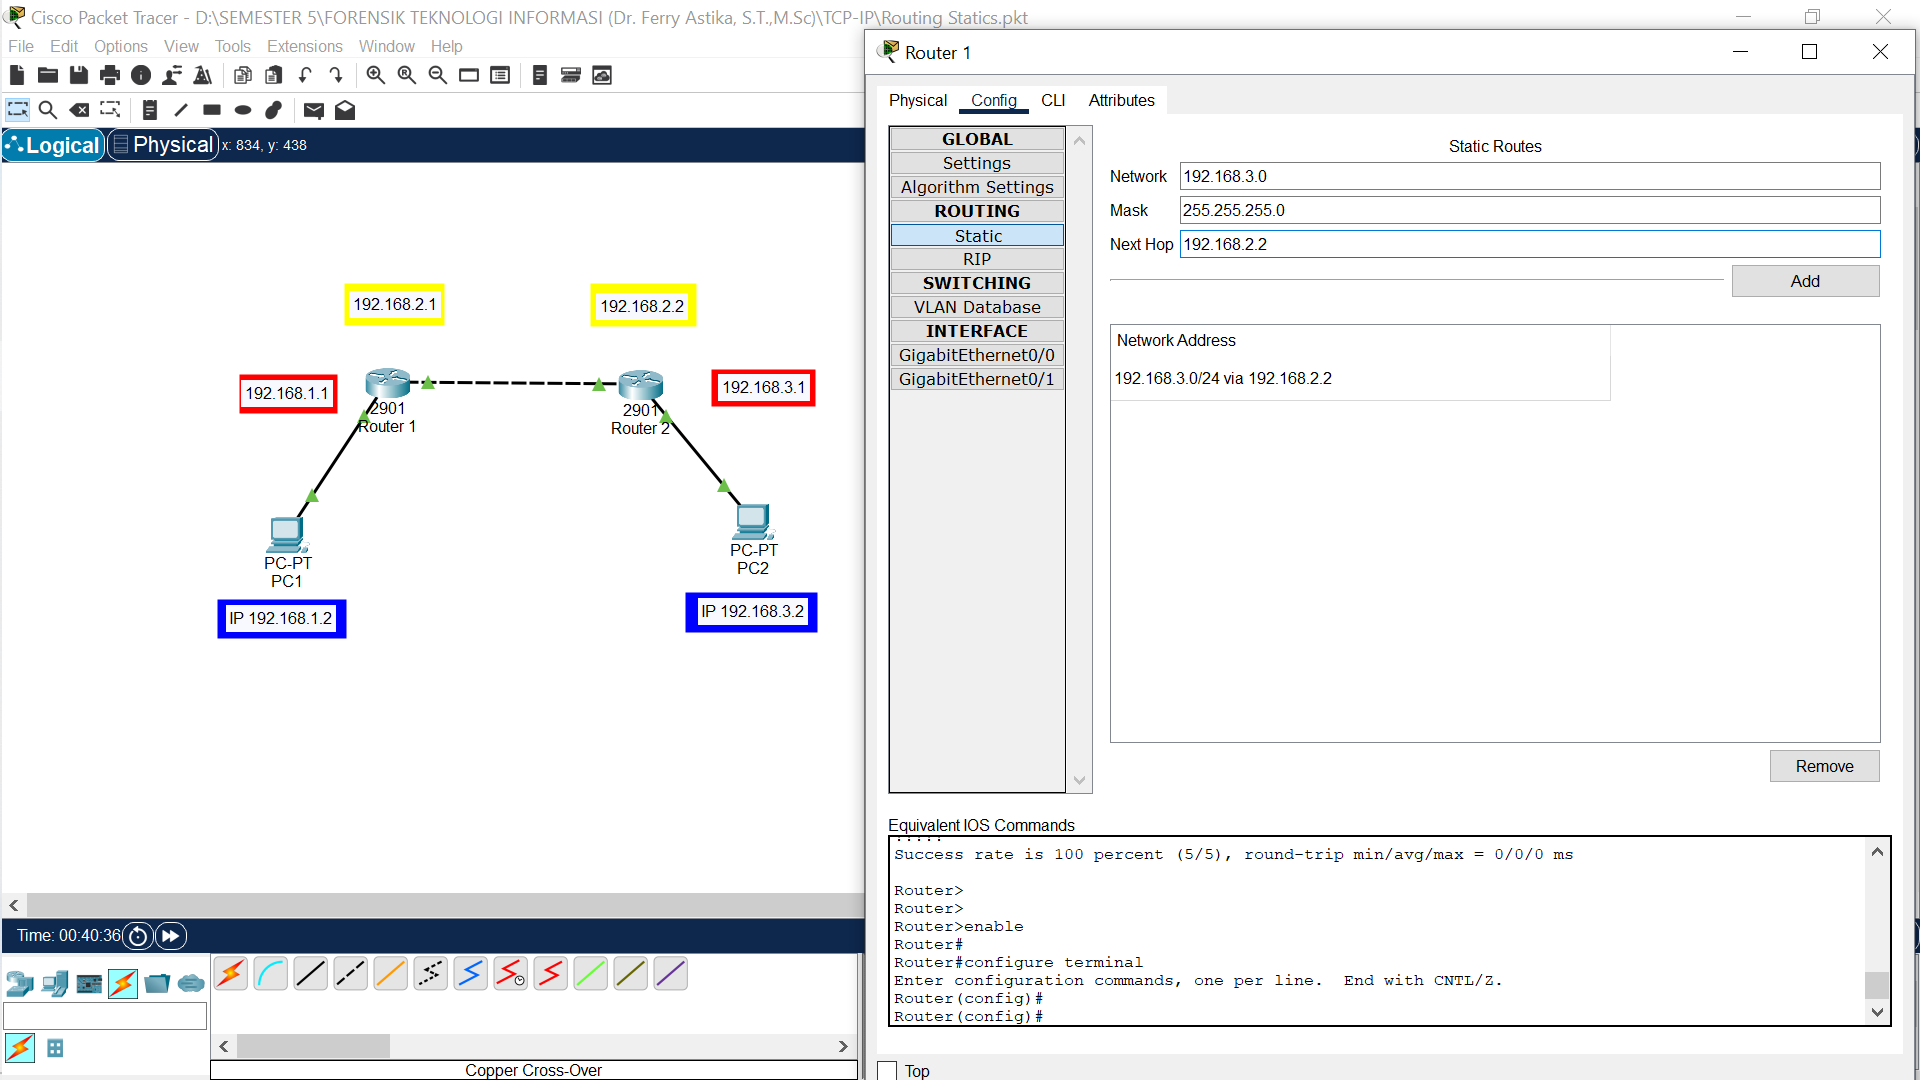 Cisco Packet Tracer - D:\SEMESTER 5\FORENSIK TEKNOLOGI INFORMASI (Dr. Ferry Astika, S.T.,M.Sc)\TCP-IP\Routing Statics.pkt
File Edit Options View Tools Extensions Window Help
Logical Physical x: 834, y: 438
192.168.2.1
192.168.2.2
192.168.1.1
192.168.3.1
2901
Router 1
2901
Router 2
PC-PT
PC1
PC-PT
PC2
IP 192.168.1.2
IP 192.168.3.2
Time: 00:40:36
Copper Cross-Over
Router 1
Physical Config CLI Attributes
GLOBAL
Settings
Algorithm Settings
ROUTING
Static
RIP
SWITCHING
VLAN Database
INTERFACE
GigabitEthernet0/0
GigabitEthernet0/1
Static Routes
Network 192.168.3.0
Mask 255.255.255.0
Next Hop 192.168.2.2
Add
Network Address
192.168.3.0/24 via 192.168.2.2
Remove
Equivalent IOS Commands
Success rate is 100 percent (5/5), round-trip min/avg/max = 0/0/0 ms
Router>
Router>
Router>enable
Router#
Router#configure terminal
Enter configuration commands, one per line.  End with CNTL/Z.
Router(config)#
Router(config)#
Top